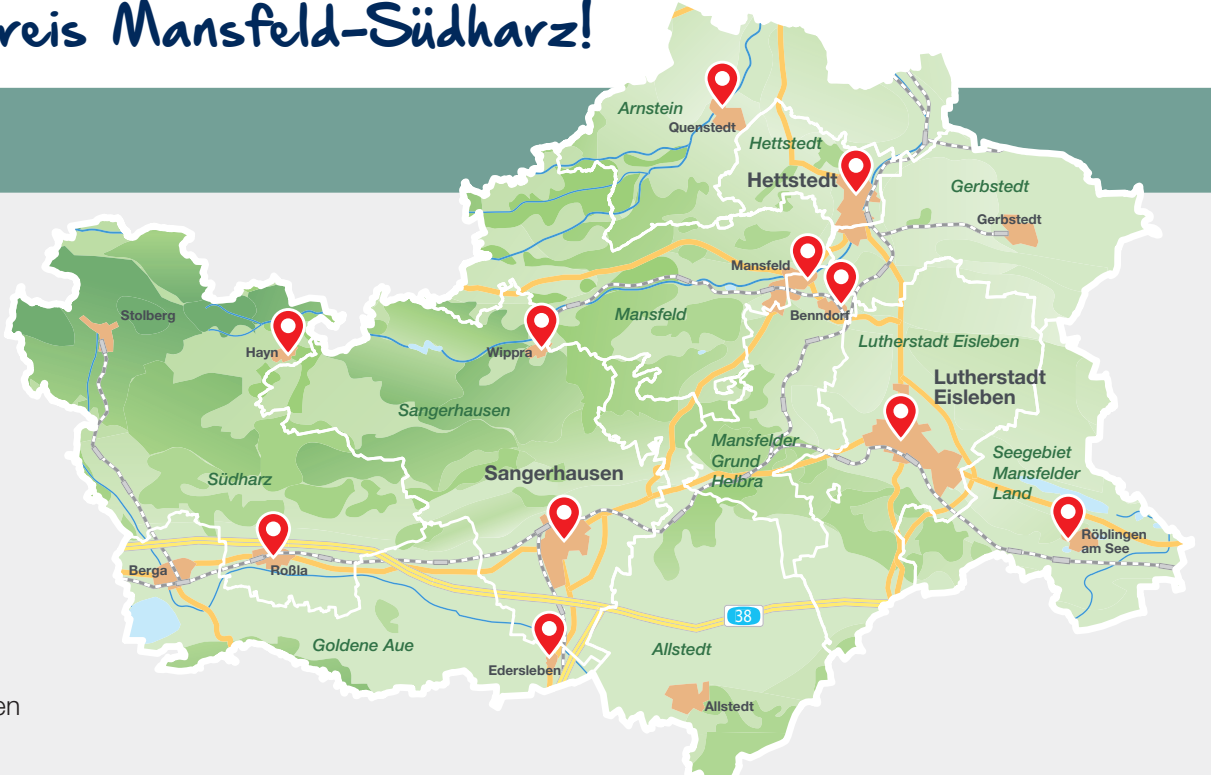 reis Mansfeld-Südharz!
Arnstein
Quenstedt
Hettstedt
Hettstedt
Gerbstedt
Gerbstedt
Mansfeld
Benndorf
Mansfeld
Stolberg
Hayn
Wippra
Lutherstadt Eisleben
Lutherstadt
Eisleben
Sangerhausen
Mansfelder
Grund
Helbra
Seegebiet
Mansfelder
Land
Südharz
Sangerhausen
Röblingen
am See
Berga
Roßla
38
Goldene Aue
Allstedt
Edersleben
Allstedt
en